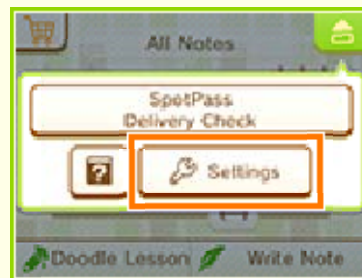 All Notes
SpotPass
Delivery Check
?
Settings
Doodle Lesson
Write Note